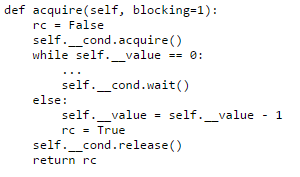 def acquire(self, blocking=1):
    rc = False
    self.__cond.acquire()
    while self.__value == 0:
        ...
        self.__cond.wait()
    else:
        self.__value = self.__value - 1
        rc = True
    self.__cond.release()
    return rc